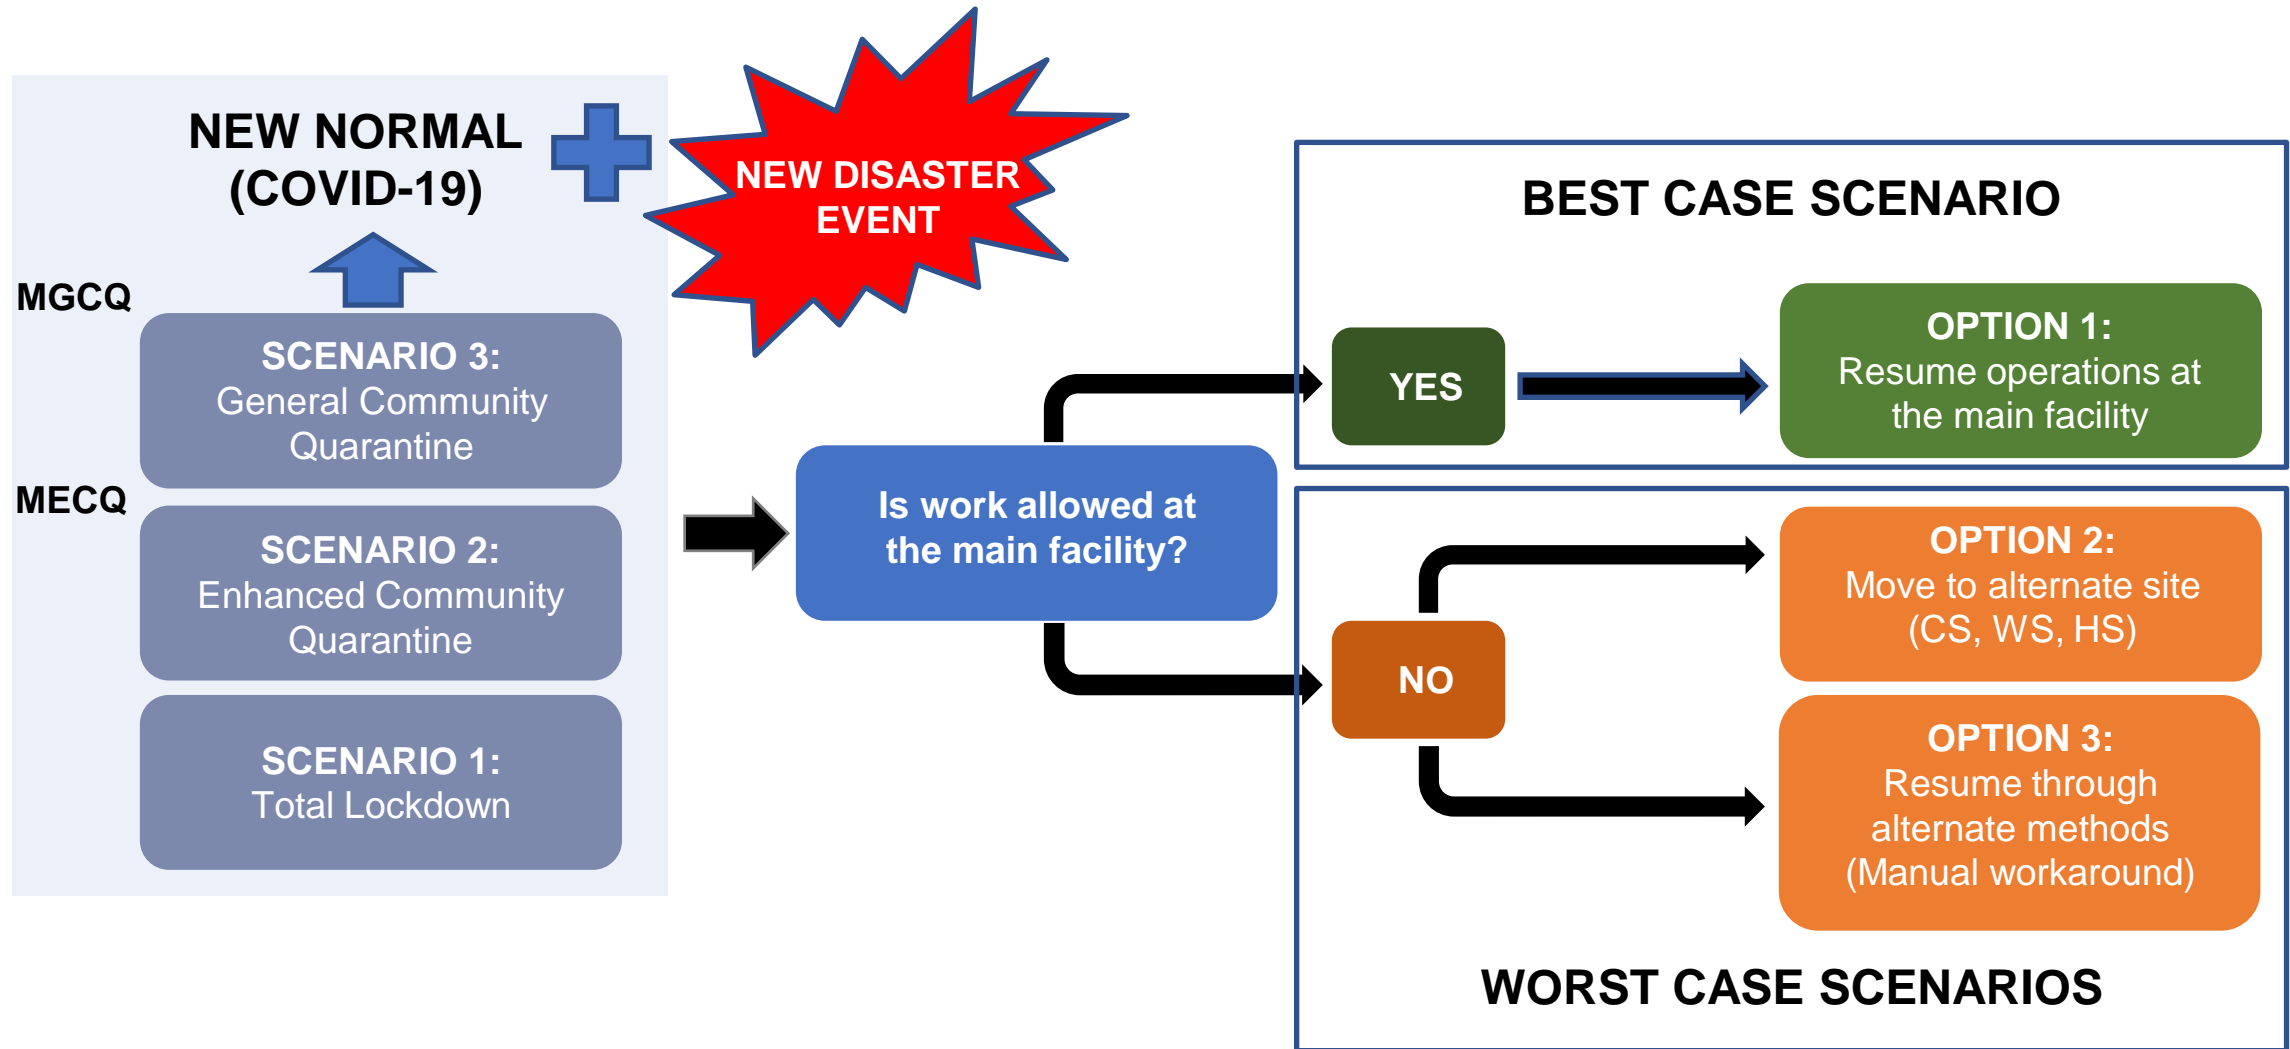 NEW NORMAL
(COVID-19)
NEW DISASTER
EVENT
MGCQ
SCENARIO 3:
General Community
Quarantine
MECQ
SCENARIO 2:
Enhanced Community
Quarantine
SCENARIO 1:
Total Lockdown
Is work allowed at
the main facility?
BEST CASE SCENARIO
YES
OPTION 1:
Resume operations at
the main facility
NO
OPTION 2:
Move to alternate site
(CS, WS, HS)
OPTION 3:
Resume through
alternate methods
(Manual workaround)
WORST CASE SCENARIOS